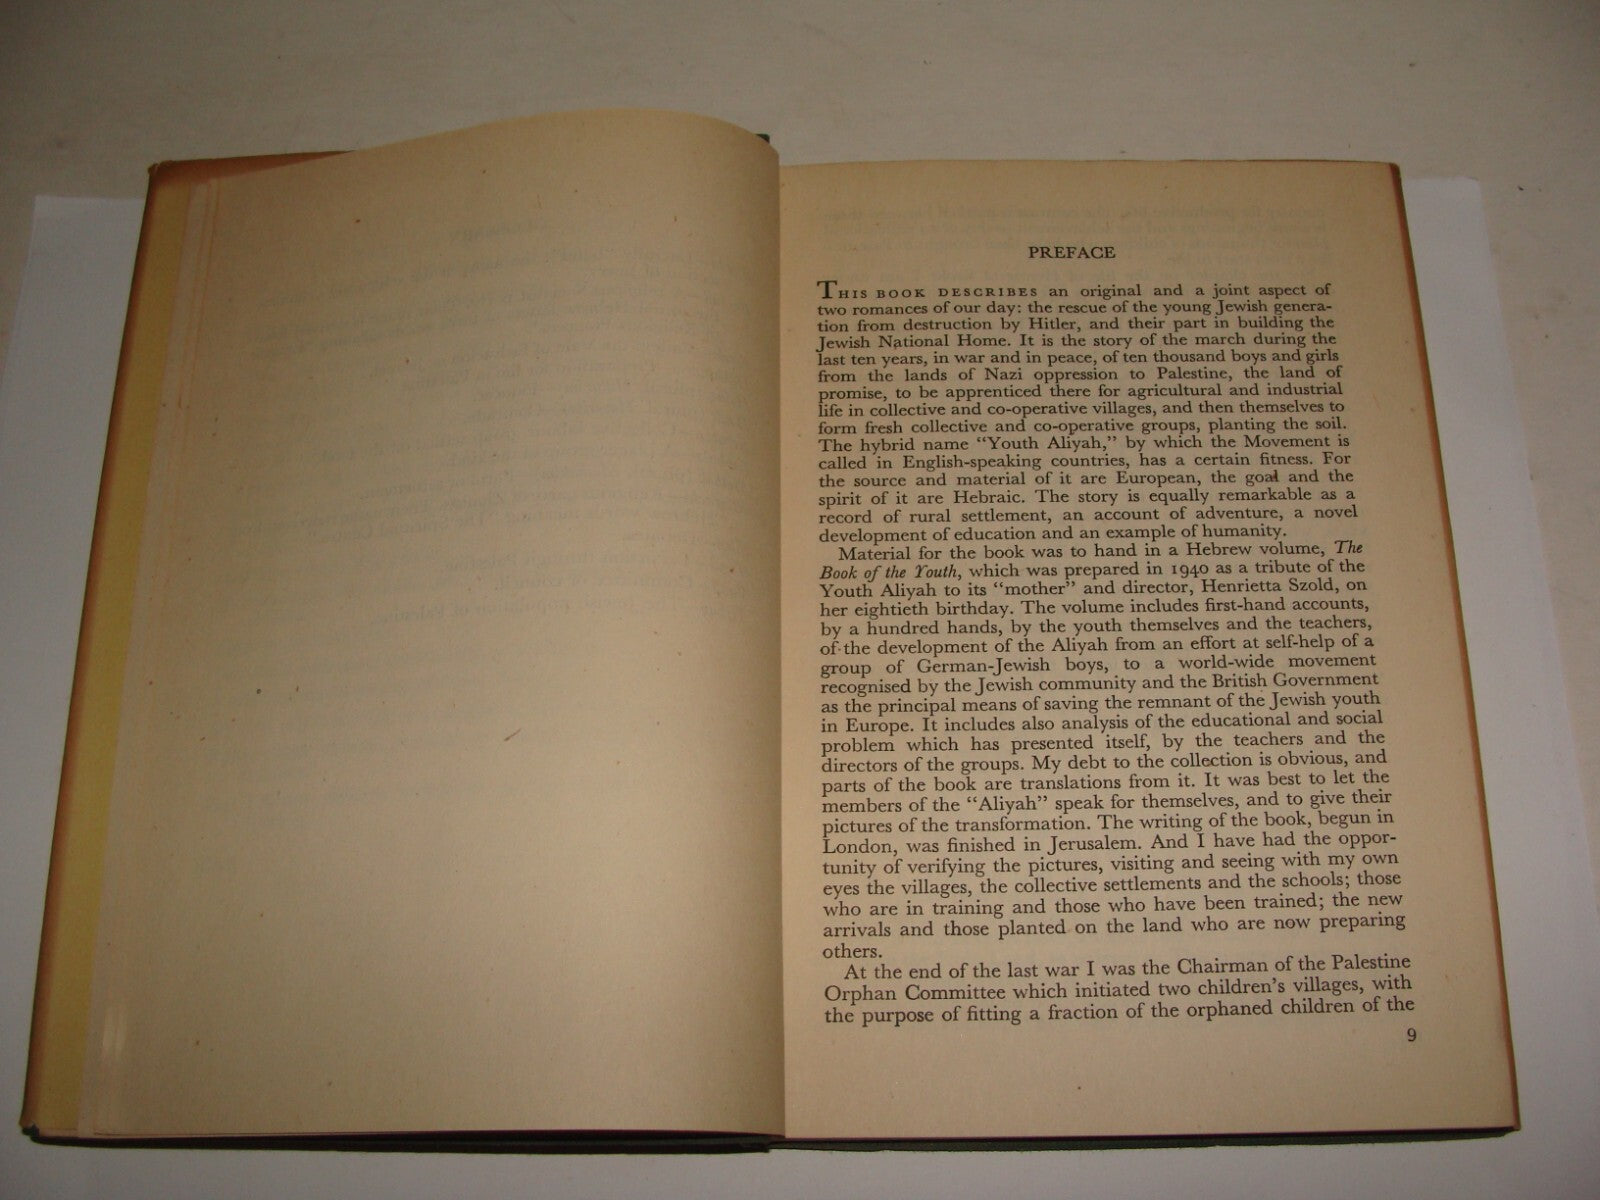 PREFACE
THIS BOOK DESCRIBES an original and a joint aspect of
two romances of our day: the rescue of the young Jewish genera-
tion from destruction by Hitler, and their part in building the
Jewish National Home. It is the story of the march during the
last ten years, in war and in peace, of ten thousand boys and girls
from the lands of Nazi oppression to Palestine, the land of
promise, to be apprenticed there for agricultural and industrial
life in collective and co-operative villages, and then themselves to
form fresh collective and co-operative groups, planting the soil.
The hybrid name “Youth Aliyah,” by which the Movement is
called in English-speaking countries, has a certain fitness. For
the source and material of it are European, the goal and the
spirit of it are Hebraic. The story is equally remarkable as a
record of rural settlement, an account of adventure, a novel
development of education and an example of humanity.
Material for the book was to hand in a Hebrew volume, The
Book of the Youth, which was prepared in 1940 as a tribute of the
Youth Aliyah to its “mother” and director, Henrietta Szold, on
her eightieth birthday. The volume includes first-hand accounts,
by a hundred hands, by the youth themselves and the teachers,
of the development of the Aliyah from an effort at self-help of a
group of German-Jewish boys, to a world-wide movement
recognised by the Jewish community and the British Government
as the principal means of saving the remnant of the Jewish youth
in Europe. It includes also analysis of the educational and social
problem which has presented itself, by the teachers and the
directors of the groups. My debt to the collection is obvious, and
parts of the book are translations from it. It was best to let the
members of the “Aliyah” speak for themselves, and to give their
pictures of the transformation. The writing of the book, begun in
London, was finished in Jerusalem. And I have had the oppor-
tunity of verifying the pictures, visiting and seeing with my own
eyes the villages, the collective settlements and the schools; those
who are in training and those who have been trained; the new
arrivals and those planted on the land who are now preparing
others.
At the end of the last war I was the Chairman of the Palestine
Orphan Committee which initiated two children’s villages, with
the purpose of fitting a fraction of the orphaned children of the
9